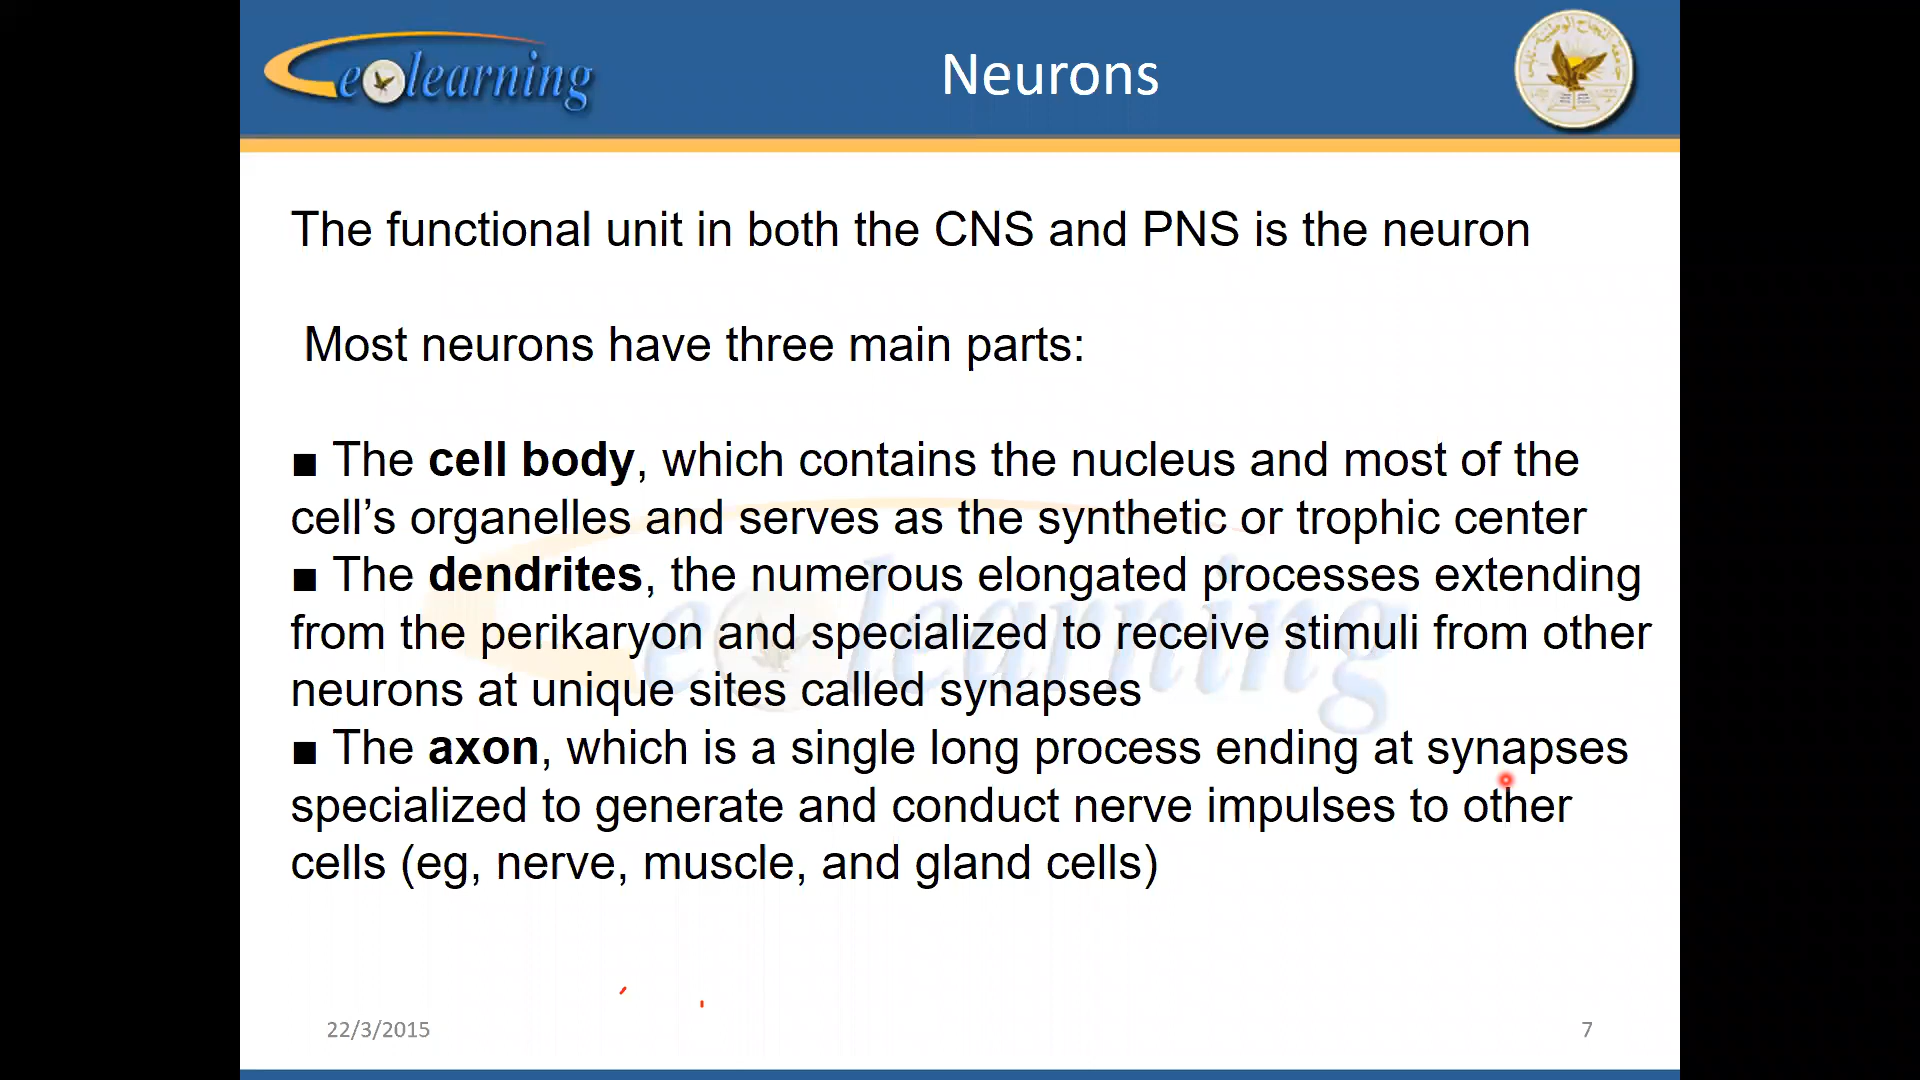 elearning
Neurons
The functional unit in both the CNS and PNS is the neuron
Most neurons have three main parts:
■ The cell body, which contains the nucleus and most of the
cell’s organelles and serves as the synthetic or trophic center
■ The dendrites, the numerous elongated processes extending
from the perikaryon and specialized to receive stimuli from other
neurons at unique sites called synapses
■ The axon, which is a single long process ending at synapses
specialized to generate and conduct nerve impulses to other
cells (eg, nerve, muscle, and gland cells)
elearning
22/3/2015
7